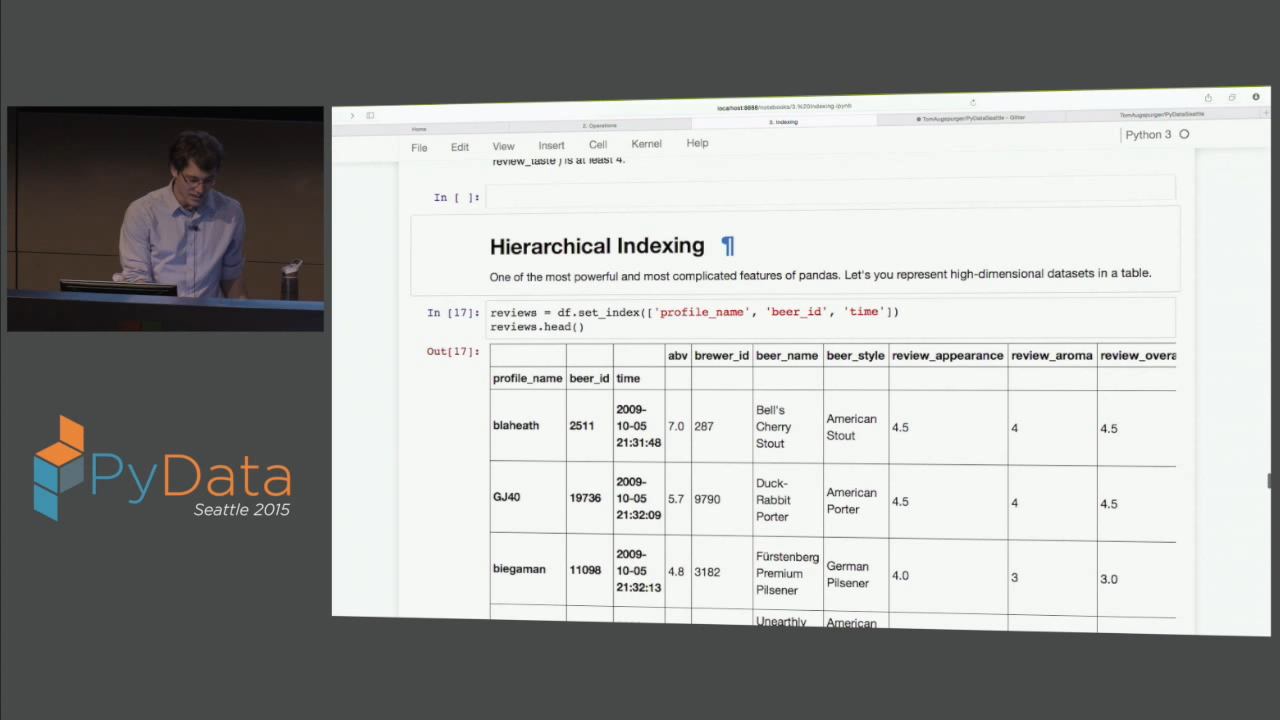 localhost:8888/notebooks/3.%20Indexing.ipynb
Home
2. Operations
3. Indexing
TomAugspurger/PyDataSeattle - Gitter
TomAugspurger/PyDataSeattle
File Edit View Insert Cell Kernel Help
Python 3
review_taste ) is at least 4.
In [ ]:
Hierarchical Indexing ¶
One of the most powerful and most complicated features of pandas. Let's you represent high-dimensional datasets in a table.
In [17]: reviews = df.set_index(['profile_name', 'beer_id', 'time'])
reviews.head()
Out[17]:
abv brewer_id beer_name beer_style review_appearance review_aroma review_overa
profile_name beer_id time
blaheath 2511 2009-10-05 21:31:48 7.0 287 Bell's Cherry Stout American Stout 4.5 4 4.5
GJ40 19736 2009-10-05 21:32:09 5.7 9790 Duck-Rabbit Porter American Porter 4.5 4 4.5
biegaman 11098 2009-10-05 21:32:13 4.8 3182 Fürstenberg Premium Pilsener German Pilsener 4.0 3 3.0
Unearthly American
PyData
Seattle 2015